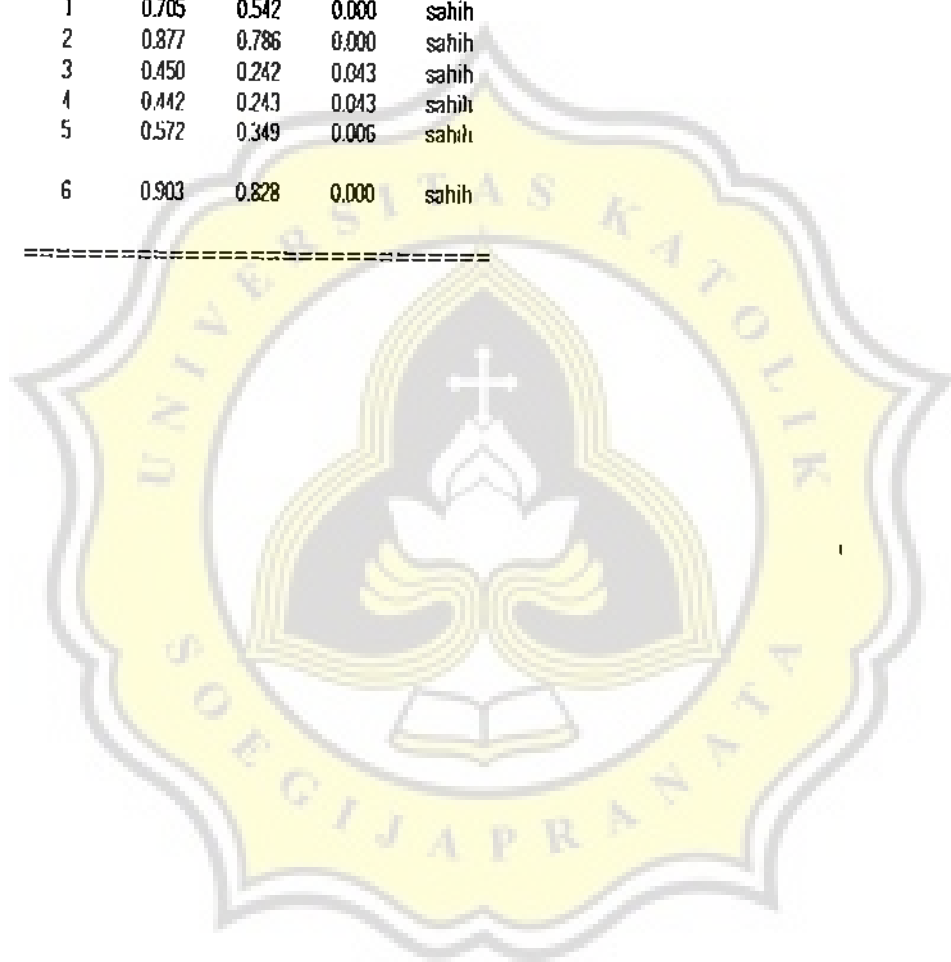 1 0.705 0.542 0.000 sahih
2 0.877 0.786 0.000 sahih
3 0.450 0.242 0.043 sahih
4 0.442 0.243 0.043 sahih
5 0.572 0.349 0.006 sahih
6 0.903 0.828 0.000 sahih
==============================
UNIVERSITAS KATOLIK
SOEGIJAPRANATA